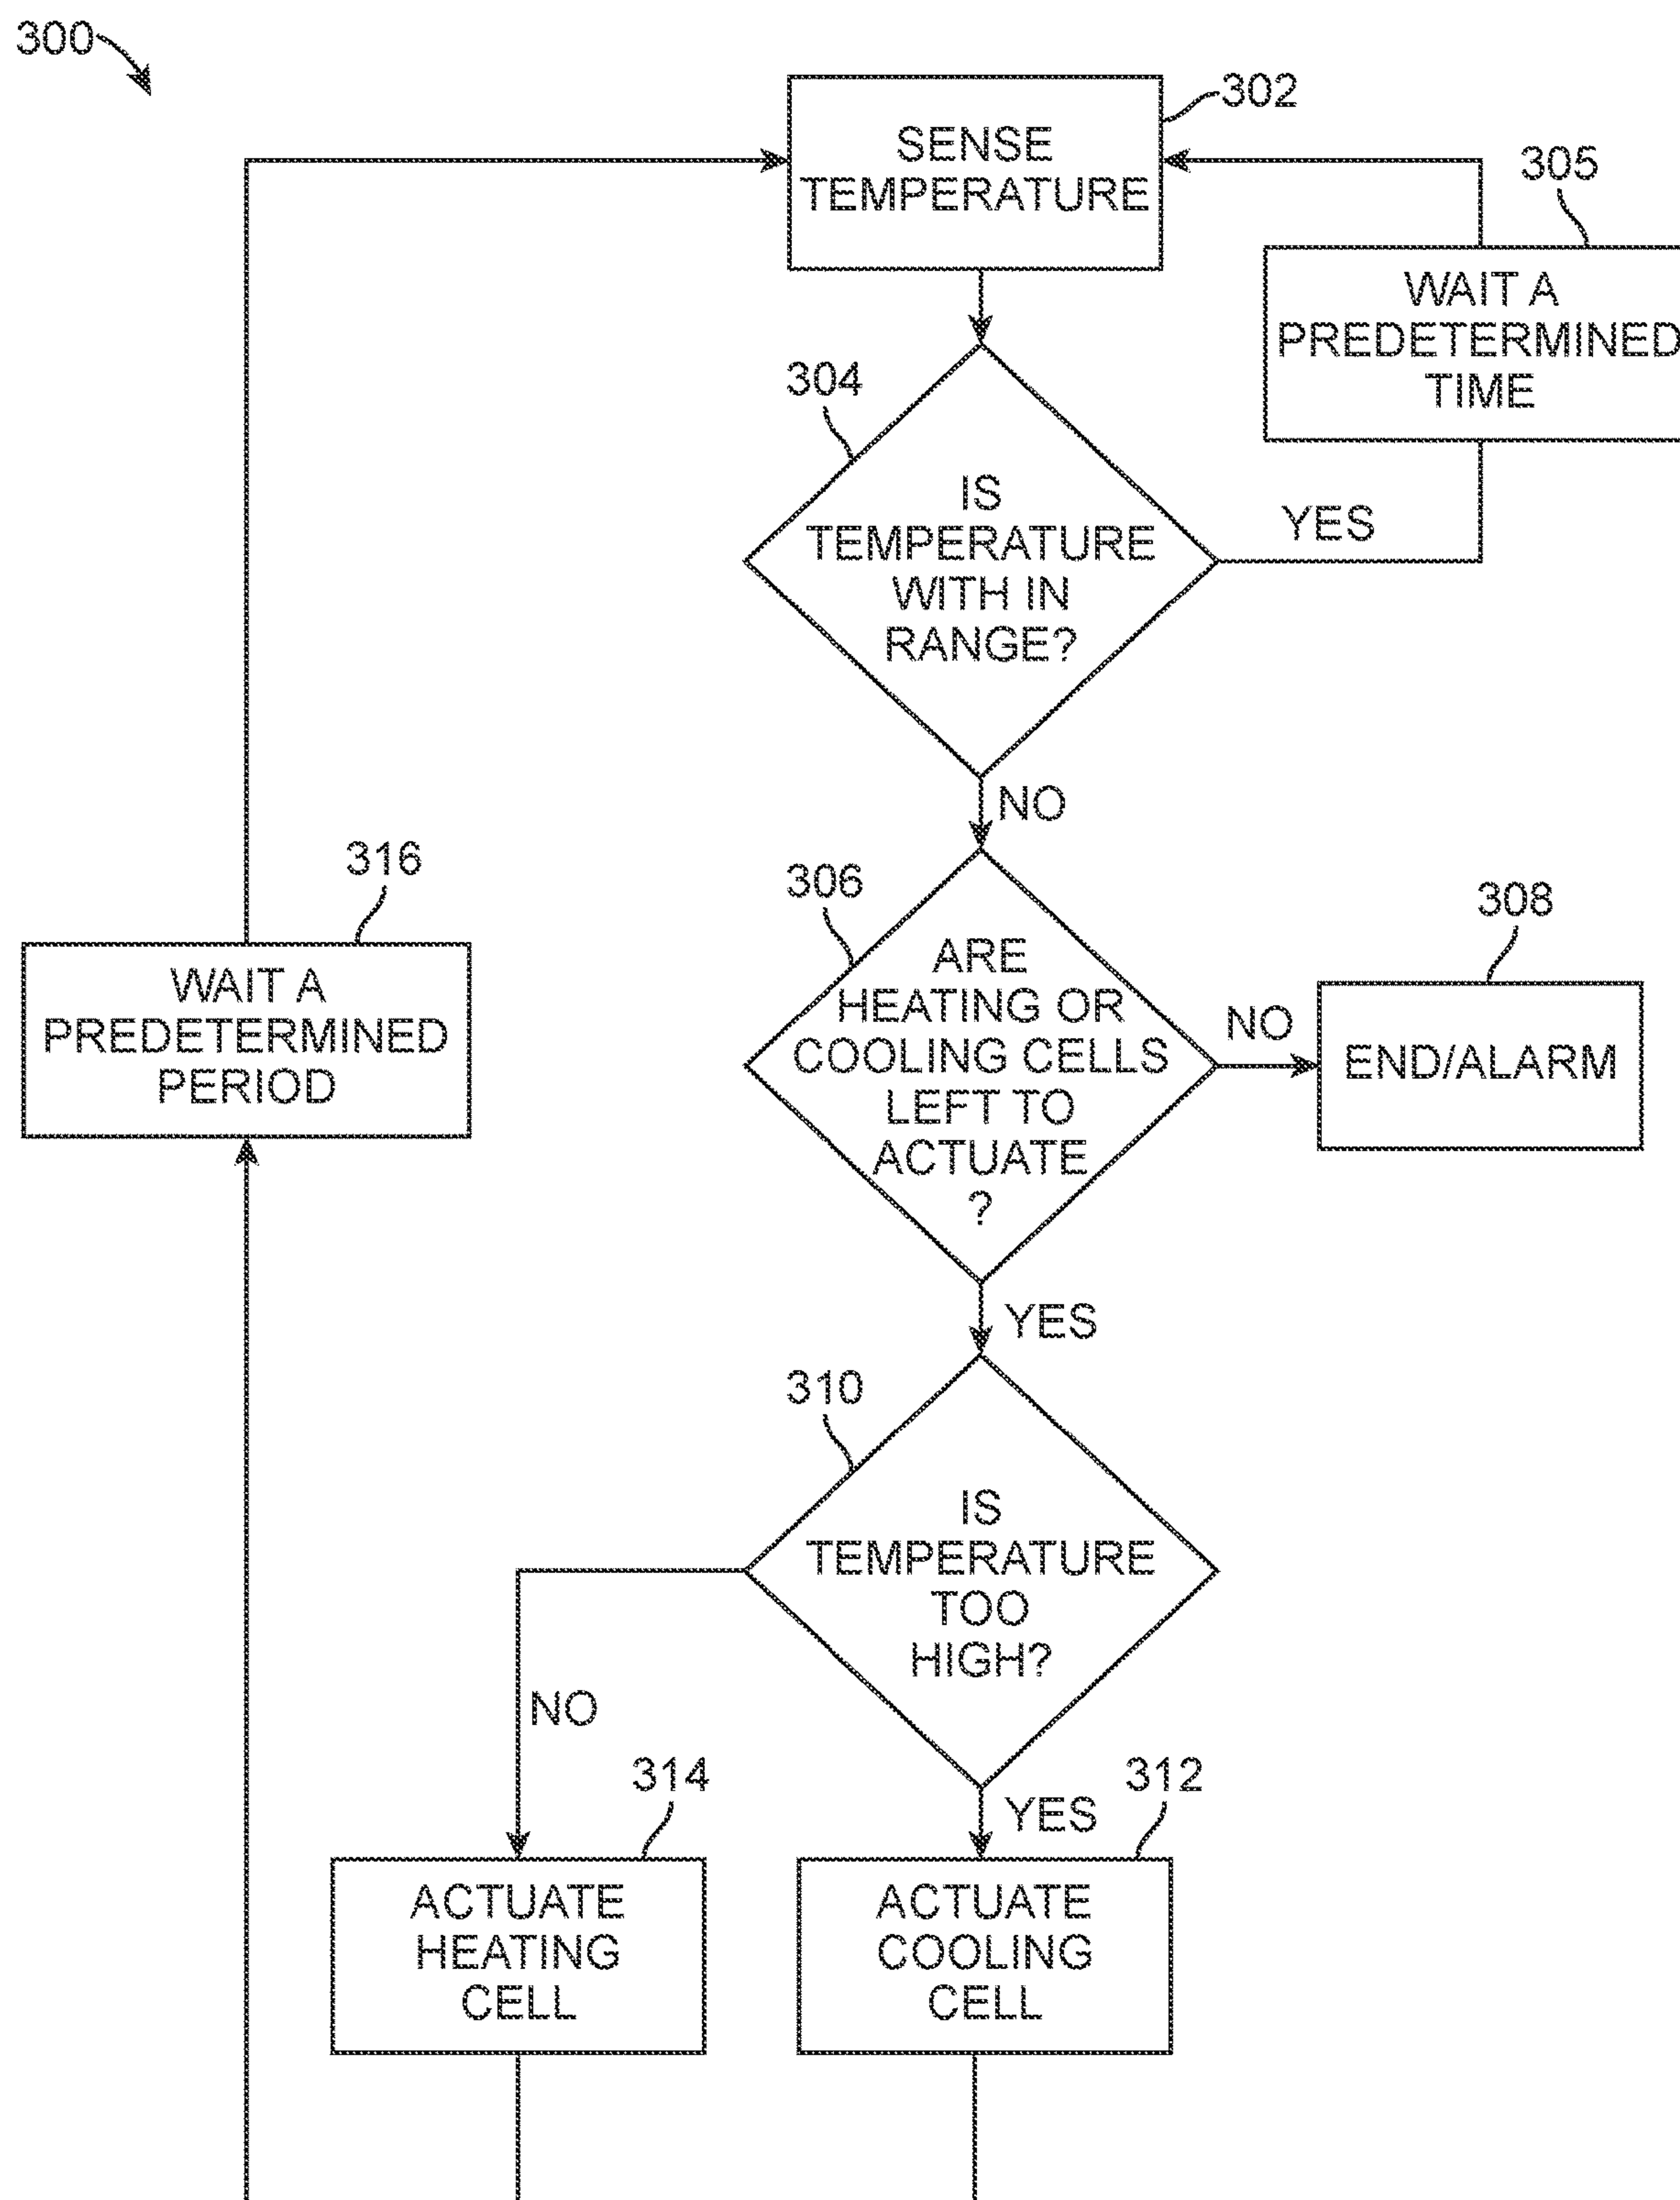 300
302
SENSE
TEMPERATURE
305
WAIT A
PREDETERMINED
TIME
304
IS
TEMPERATURE
WITH IN
RANGE?
YES
NO
316
WAIT A
PREDETERMINED
PERIOD
306
ARE
HEATING OR
COOLING CELLS
LEFT TO
ACTUATE
?
NO
308
END/ALARM
YES
310
IS
TEMPERATURE
TOO
HIGH?
NO
YES
314
ACTUATE
HEATING
CELL
312
ACTUATE
COOLING
CELL